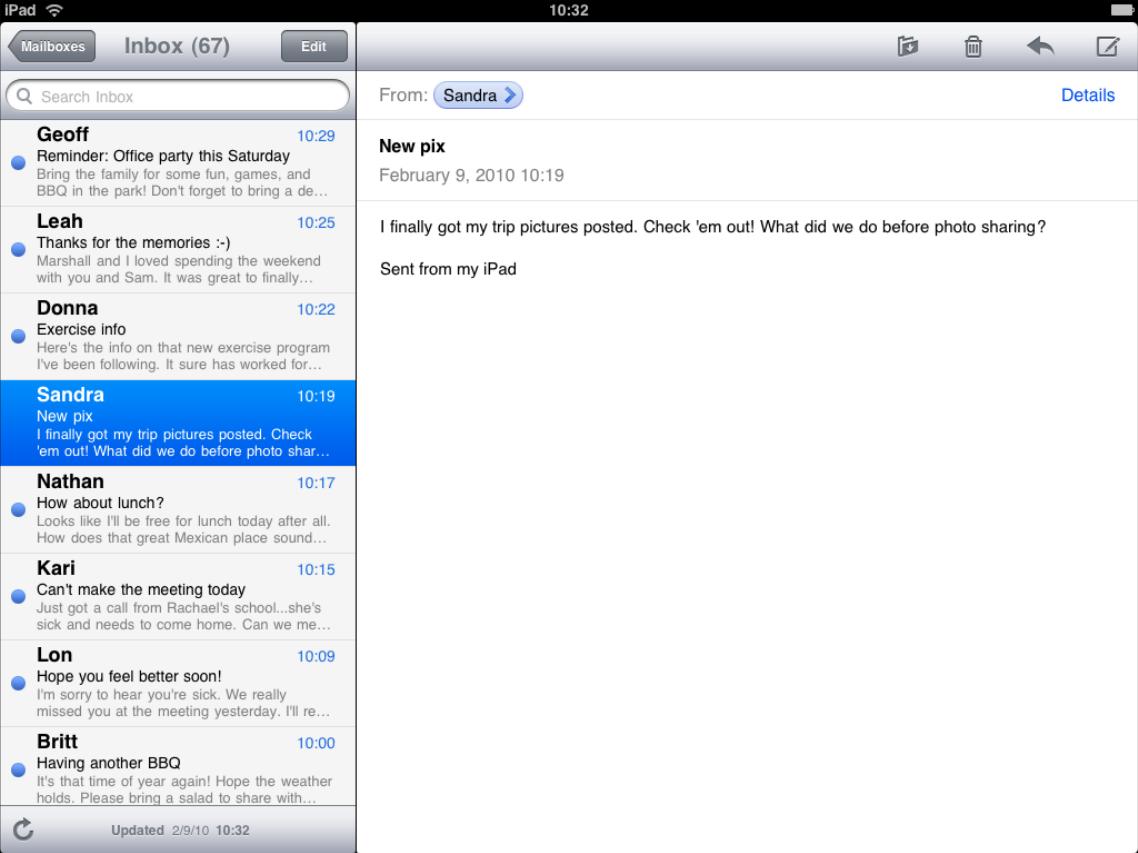 iPad 10:32
Mailboxes Inbox (67) Edit
Search Inbox
Geoff 10:29
Reminder: Office party this Saturday
Bring the family for some fun, games, and
BBQ in the park! Don't forget to bring a de...
Leah 10:25
Thanks for the memories :-)
Marshall and I loved spending the weekend
with you and Sam. It was great to finally...
Donna 10:22
Exercise info
Here's the info on that new exercise program
I've been following. It sure has worked for...
Sandra 10:19
New pix
I finally got my trip pictures posted. Check
'em out! What did we do before photo shar...
Nathan 10:17
How about lunch?
Looks like I'll be free for lunch today after all.
How does that great Mexican place sound...
Kari 10:15
Can't make the meeting today
Just got a call from Rachael's school...she's
sick and needs to come home. Can we me...
Lon 10:09
Hope you feel better soon!
I'm sorry to hear you're sick. We really
missed you at the meeting yesterday. I'll re...
Britt 10:00
Having another BBQ
It's that time of year again! Hope the weather
holds. Please bring a salad to share with...
Updated 2/9/10 10:32
From: Sandra Details
New pix
February 9, 2010 10:19
I finally got my trip pictures posted. Check 'em out! What did we do before photo sharing?
Sent from my iPad